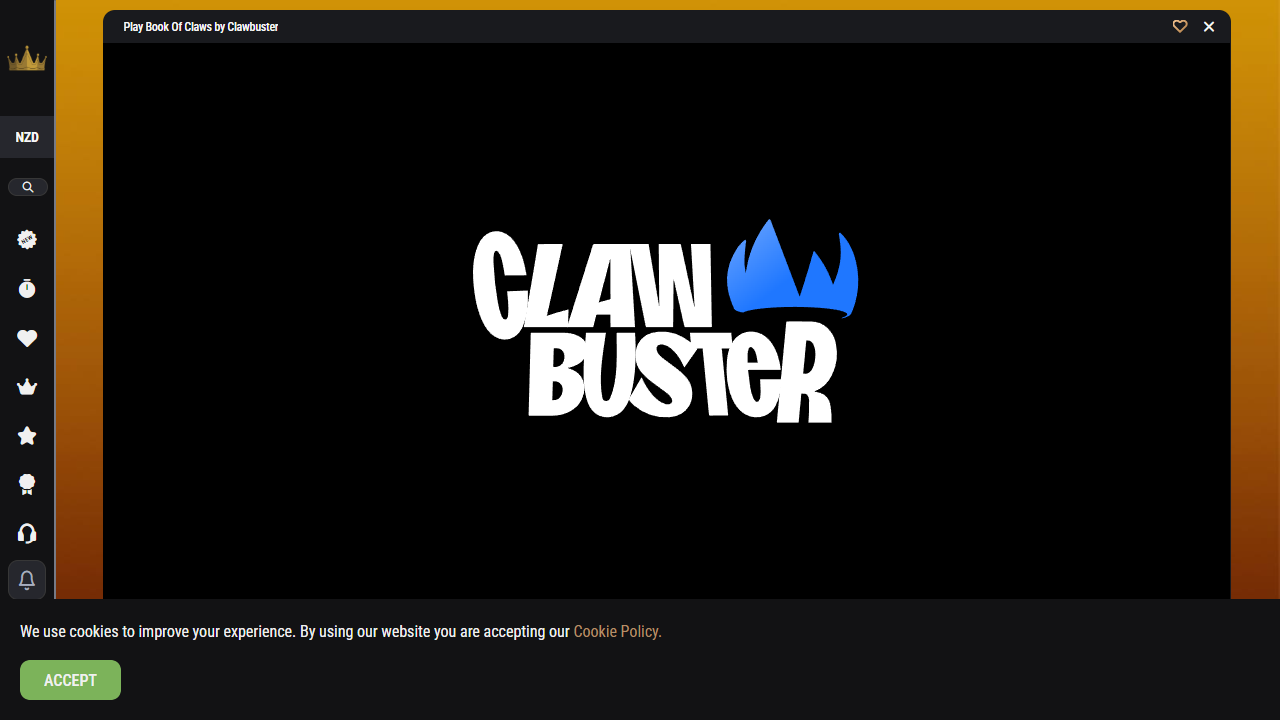 Play Book Of Claws by Clawbuster
NZD
NEW
CLAW
BUSTER
We use cookies to improve your experience. By using our website you are accepting our Cookie Policy.
ACCEPT